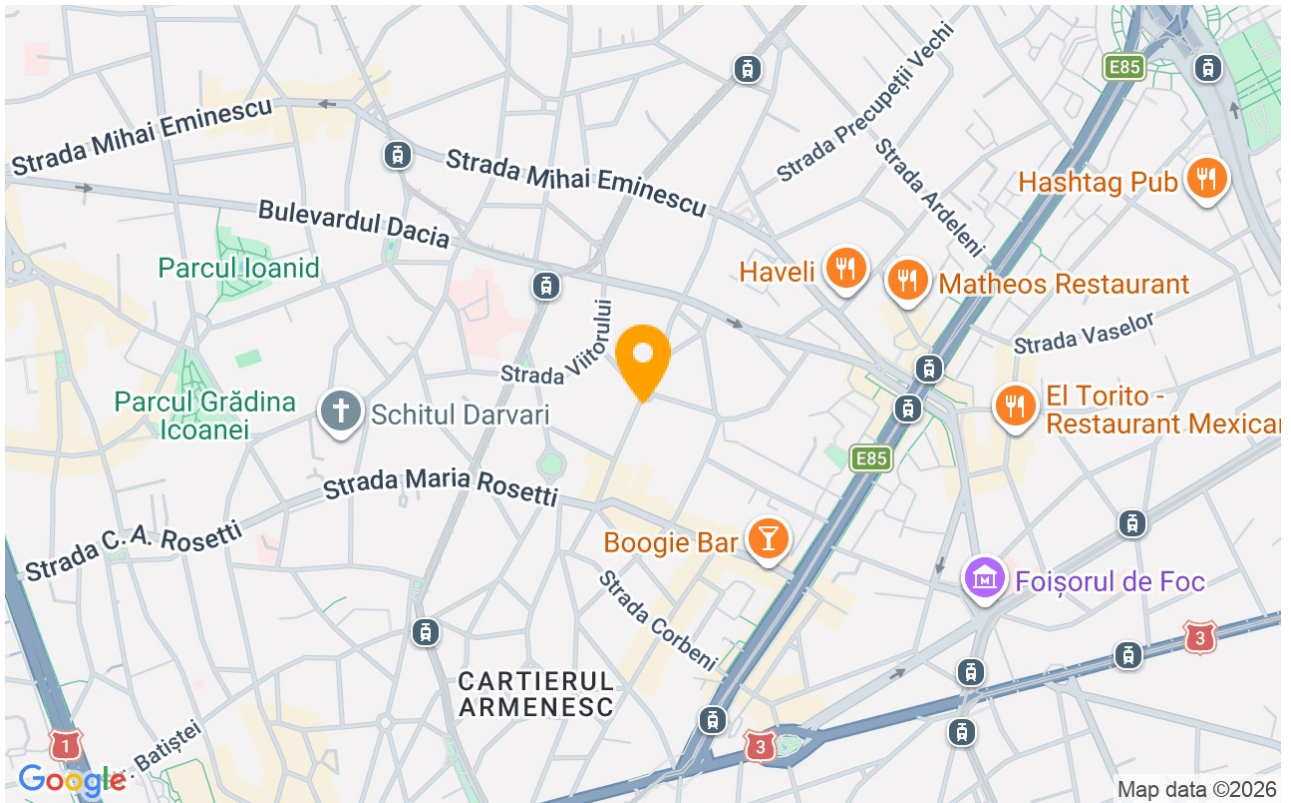 Strada Precupeții Vechi
E85
Strada Mihai Eminescu
Strada Mihai Eminescu
Strada Ardeleni
Hashtag Pub
Bulevardul Dacia
Parcul Ioanid
Haveli
Matheos Restaurant
Strada Viitorului
Strada Vaselor
Parcul Grădina
Icoanei
Schitul Darvari
El Torito -
Restaurant Mexican
E85
Strada Maria Rosetti
Strada C. A. Rosetti
Boogie Bar
Foișorul de Foc
Strada Corbeni
3
CARTIERUL
ARMENESC
1
Batiștei
3
Google
Map data ©2026